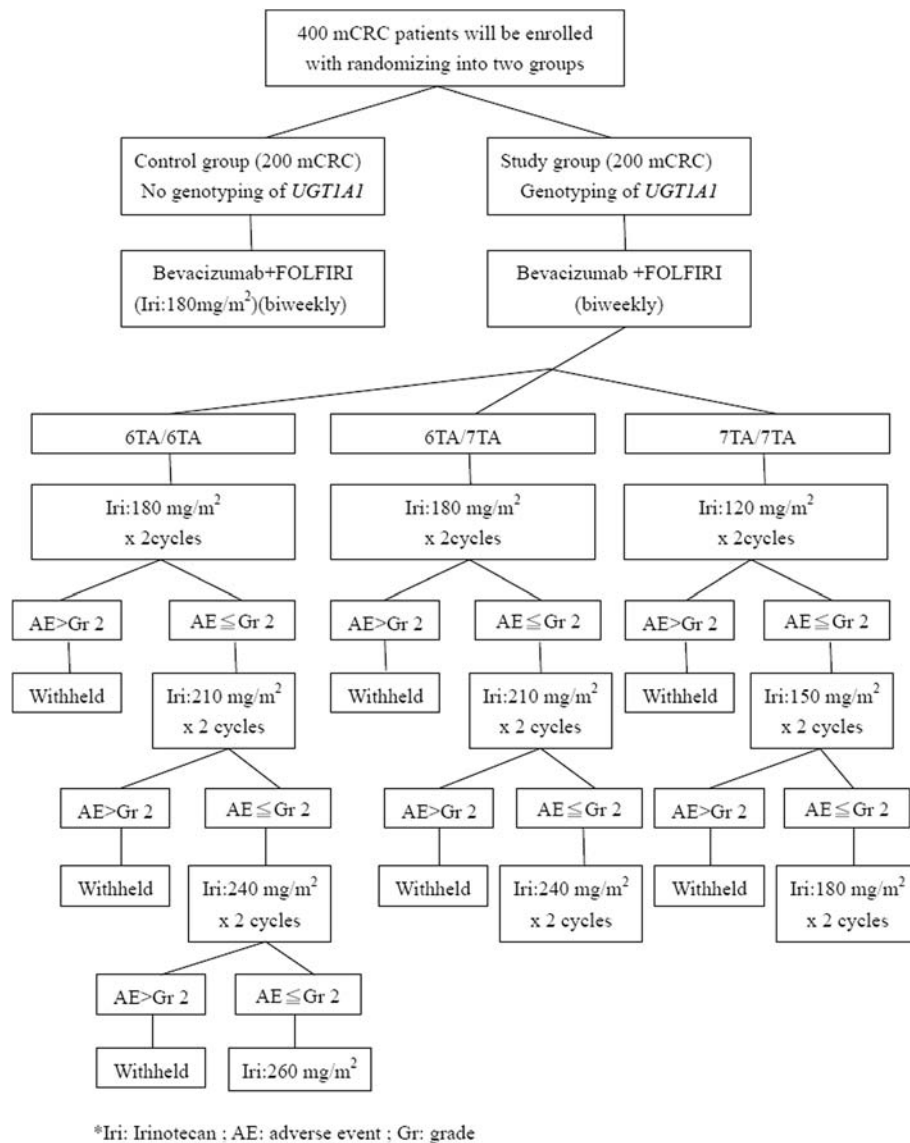 400 mCRC patients will be enrolled
with randomizing into two groups
Control group (200 mCRC)
No genotyping of UGT1A1
Study group (200 mCRC)
Genotyping of UGT1A1
Bevacizumab+FOLFIRI
(Iri:180mg/m²)(biweekly)
Bevacizumab +FOLFIRI
(biweekly)
6TA/6TA
6TA/7TA
7TA/7TA
Iri:180 mg/m²
x 2cycles
Iri:180 mg/m²
x 2cycles
Iri:120 mg/m²
x 2cycles
AE>Gr 2
AE≦Gr 2
AE>Gr 2
AE≦Gr 2
AE>Gr 2
AE≦Gr 2
Withheld
Iri:210 mg/m²
x 2 cycles
Withheld
Iri:210 mg/m²
x 2 cycles
Withheld
Iri:150 mg/m²
x 2 cycles
AE>Gr 2
AE≦Gr 2
AE>Gr 2
AE≦Gr 2
AE>Gr 2
AE≦Gr 2
Withheld
Iri:240 mg/m²
x 2 cycles
Withheld
Iri:240 mg/m²
x 2 cycles
Withheld
Iri:180 mg/m²
x 2 cycles
AE>Gr 2
AE≦Gr 2
Withheld
Iri:260 mg/m²
*Iri: Irinotecan ; AE: adverse event ; Gr: grade